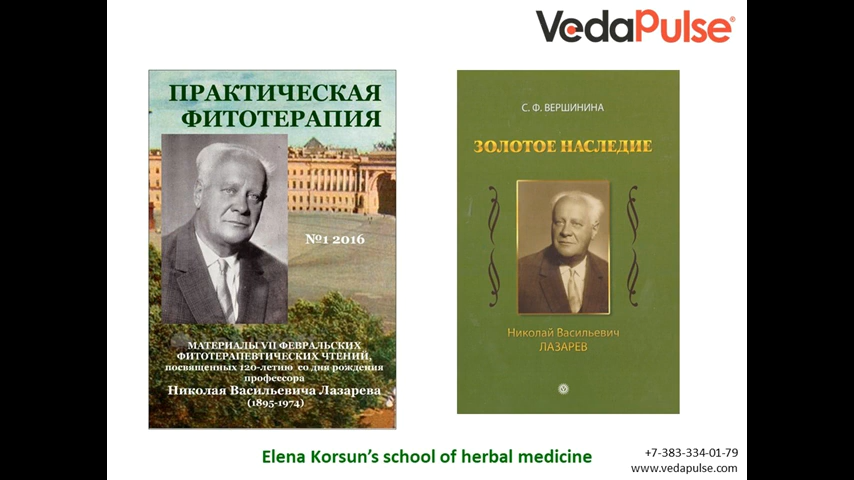 VedaPulse®
ПРАКТИЧЕСКАЯ
ФИТОТЕРАПИЯ
№1 2016
МАТЕРИАЛЫ VII ФЕВРАЛЬСКИХ
ФИТОТЕРАПЕВТИЧЕСКИХ ЧТЕНИЙ,
посвященных 120-летию со дня рождения
профессора
Николая Васильевича Лазарева
(1895-1974)
С. Ф. ВЕРШИНИНА
ЗОЛОТОЕ НАСЛЕДИЕ
Николай Васильевич
ЛАЗАРЕВ
Elena Korsun's school of herbal medicine
+7-383-334-01-79
www.vedapulse.com